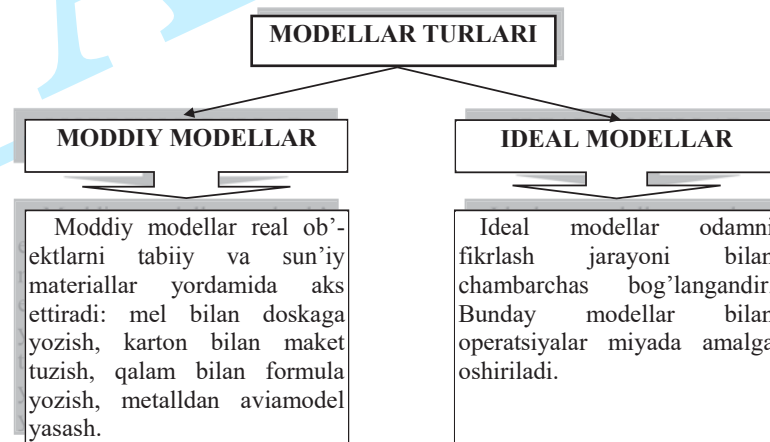 MODELLAR TURLARI
MODDIY MODELLAR
IDEAL MODELLAR
Moddiy modellar real ob’-
ektlarni tabiiy va sun’iy
materiallar yordamida aks
ettiradi: mel bilan doskaga
yozish, karton bilan maket
tuzish, qalam bilan formula
yozish, metalldan aviamodel
yasash.
Ideal modellar odamni
fikrlash jarayoni bilan
chambarchas bog’langandir.
Bunday modellar bilan
operatsiyalar miyada amalga
oshiriladi.